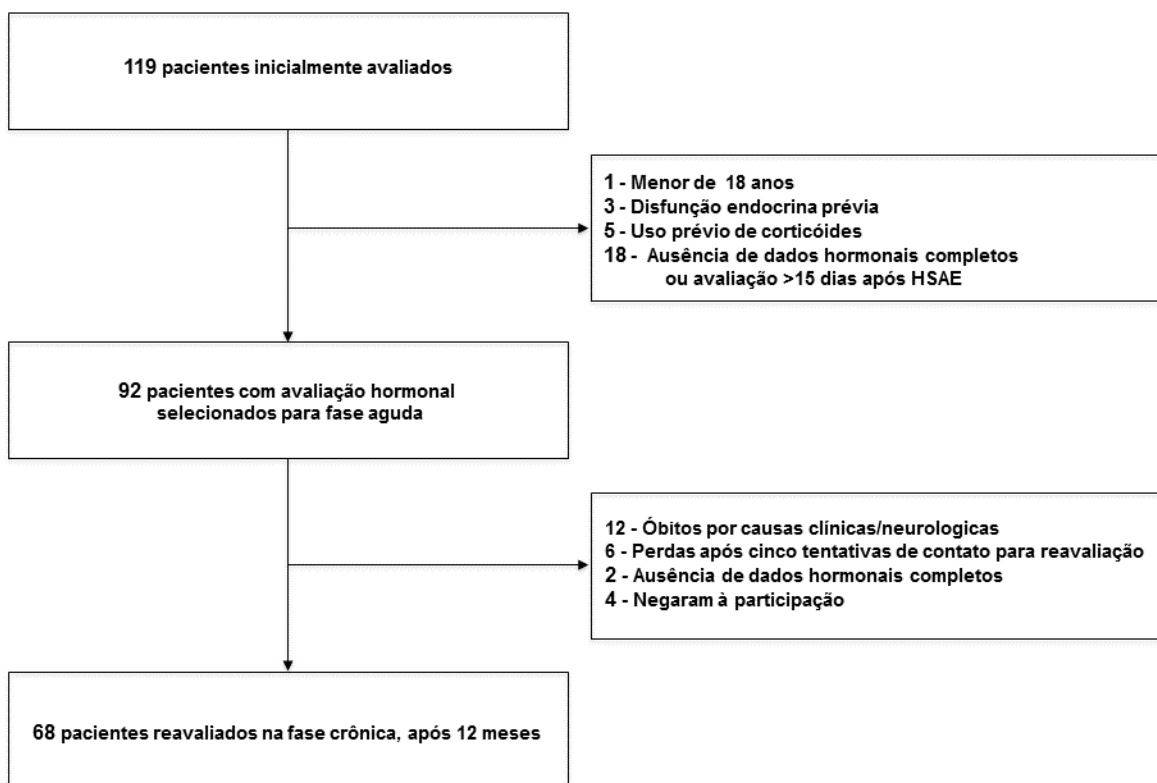 119 pacientes inicialmente avaliados
1 - Menor de 18 anos
3 - Disfunção endocrina prévia
5 - Uso prévio de corticóides
18 - Ausência de dados hormonais completos
ou avaliação >15 dias após HSAE
92 pacientes com avaliação hormonal
selecionados para fase aguda
12 - Óbitos por causas clínicas/neurologicas
6 - Perdas após cinco tentativas de contato para reavaliação
2 - Ausência de dados hormonais completos
4 - Negaram à participação
68 pacientes reavaliados na fase crônica, após 12 meses